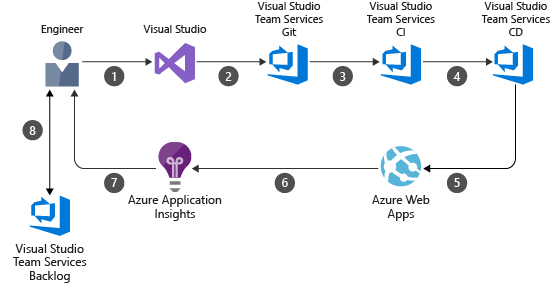 Engineer
Visual Studio
Visual Studio
Team Services
Git
Visual Studio
Team Services
CI
Visual Studio
Team Services
CD
1
2
3
4
8
7
6
5
Azure Application
Insights
Azure Web
Apps
Visual Studio
Team Services
Backlog